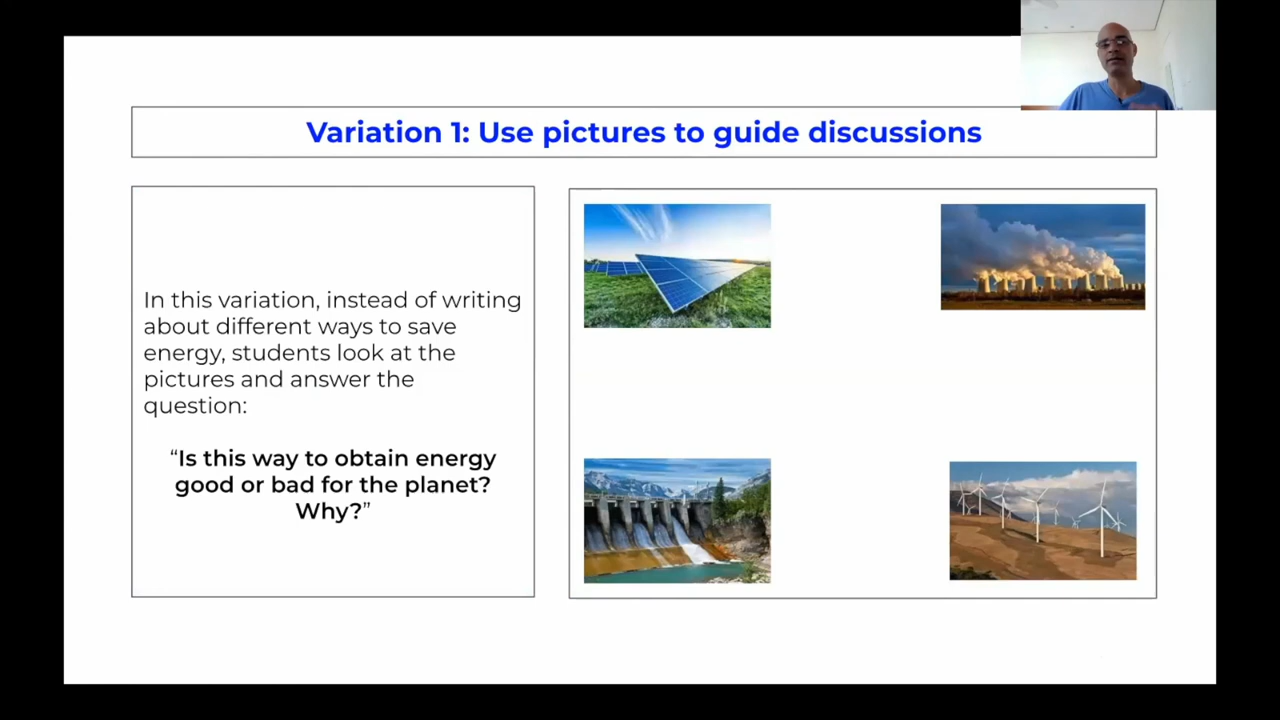 Variation 1: Use pictures to guide discussions
In this variation, instead of writing
about different ways to save
energy, students look at the
pictures and answer the
question:
“Is this way to obtain energy
good or bad for the planet?
Why?”